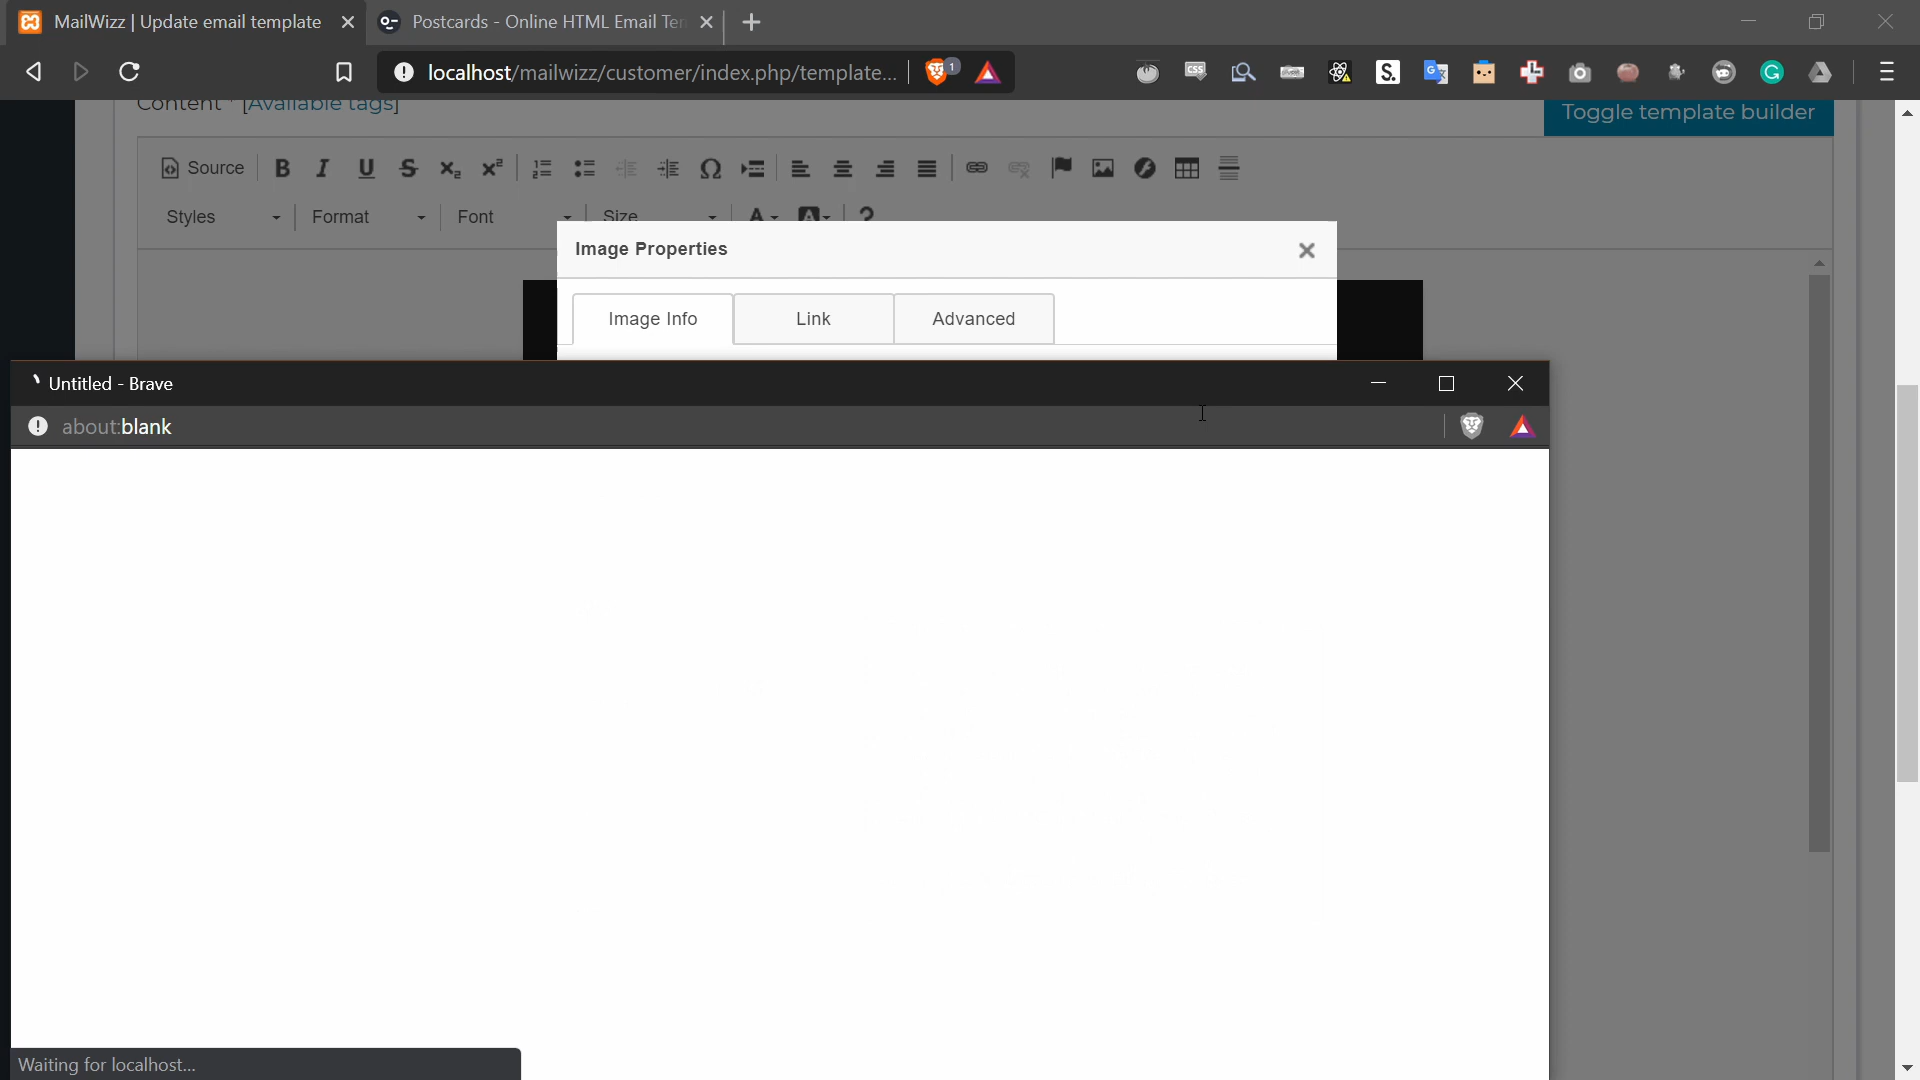 MailWizz | Update email template
Postcards - Online HTML Email Ten
localhost/mailwizz/customer/index.php/template...
1
CSS
S.
Content * [Available tags]
Toggle template builder
Source
Styles
Format
Font
Size
Image Properties
Image Info
Link
Advanced
Untitled - Brave
about:blank
Waiting for localhost...